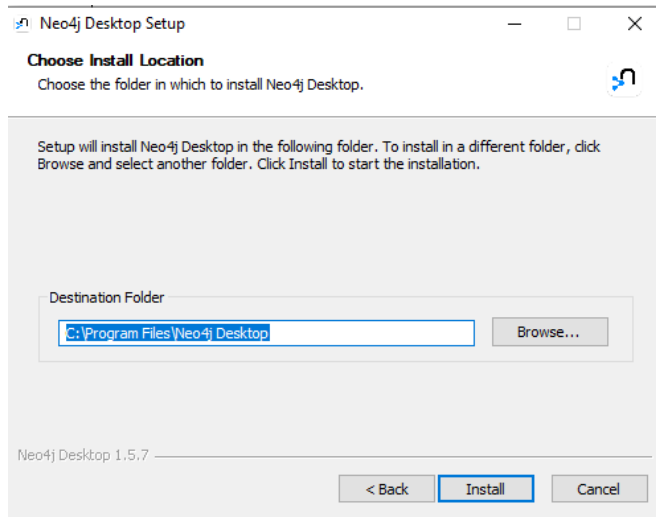 Neo4j Desktop Setup
Choose Install Location
Choose the folder in which to install Neo4j Desktop.
Setup will install Neo4j Desktop in the following folder. To install in a different folder, click
Browse and select another folder. Click Install to start the installation.
Destination Folder
C:\Program Files\Neo4j Desktop
Browse...
Neo4j Desktop 1.5.7
< Back
Install
Cancel